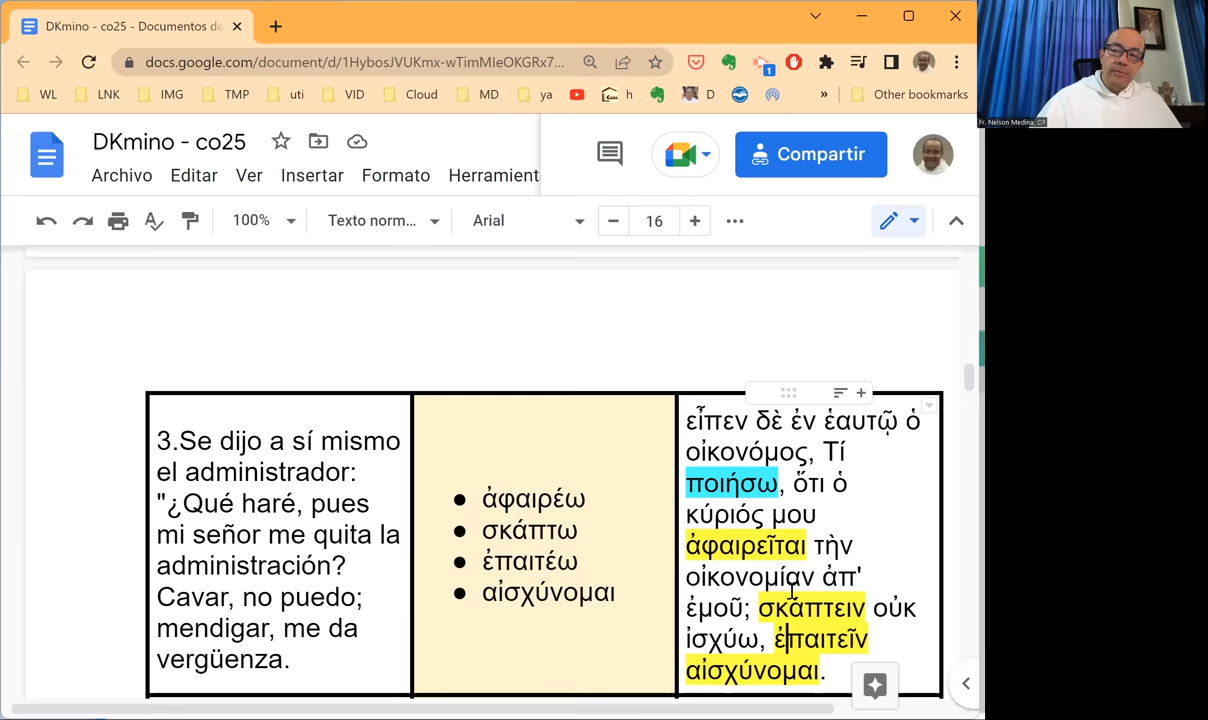 DKmino - co25 - Documentos de
docs.google.com/document/d/1HybosJVUKmx-wTimMIeOKGRx7...
1
WL LNK IMG TMP uti VID Cloud MD ya h D » Other bookmarks
Fr. Nelson Medina, OP
DKmino - co25
Archivo Editar Ver Insertar Formato Herramient
Compartir
100% Texto norm... Arial 16
3.Se dijo a sí mismo
el administrador:
"¿Qué haré, pues
mi señor me quita la
administración?
Cavar, no puedo;
mendigar, me da
vergüenza.
● ἀφαιρέω
● σκάπτω
● ἐπαιτέω
● αἰσχύνομαι
εἶπεν δὲ ἐν ἑαυτῷ ὁ
οἰκονόμος, Τί
ποιήσω, ὅτι ὁ
κύριός μου
ἀφαιρεῖται τὴν
οἰκονομίαν ἀπ'
ἐμοῦ; σκάπτειν οὐκ
ἰσχύω, ἐπαιτεῖν
αἰσχύνομαι.